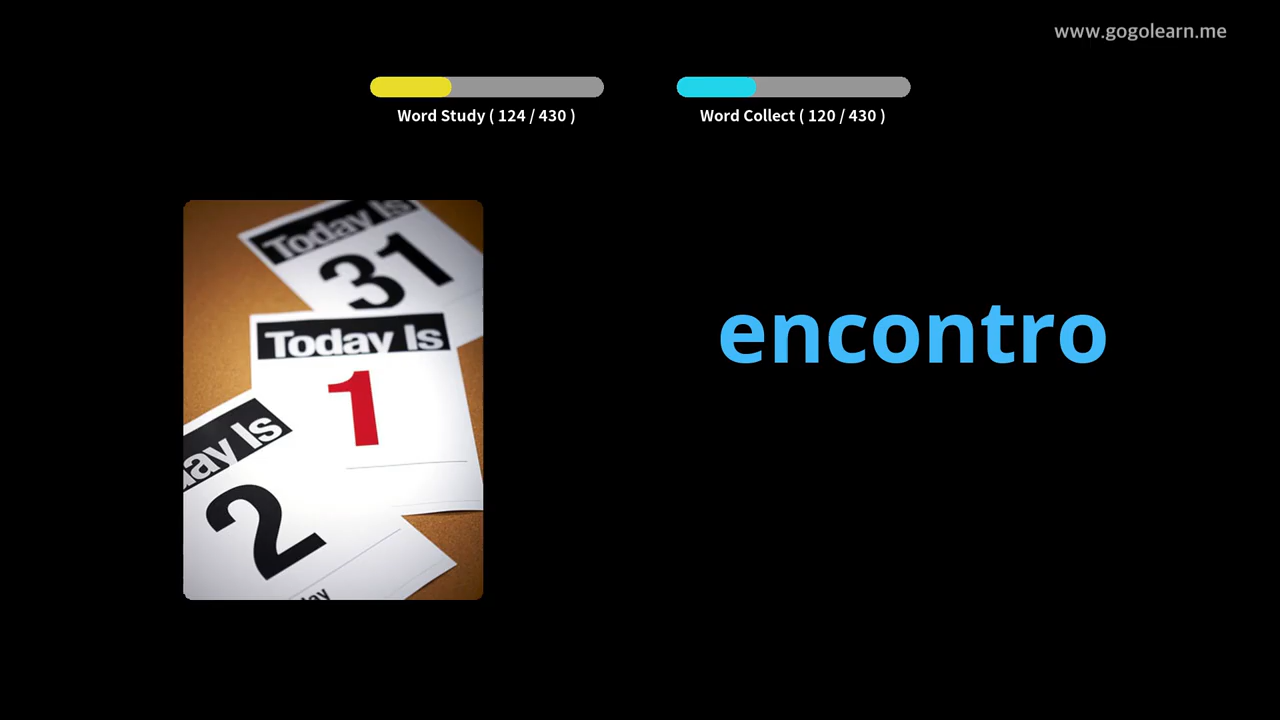 www.gogolearn.me
Word Study ( 124 / 430 )
Word Collect ( 120 / 430 )
Today Is
31
Today Is
1
ay Is
2
encontro